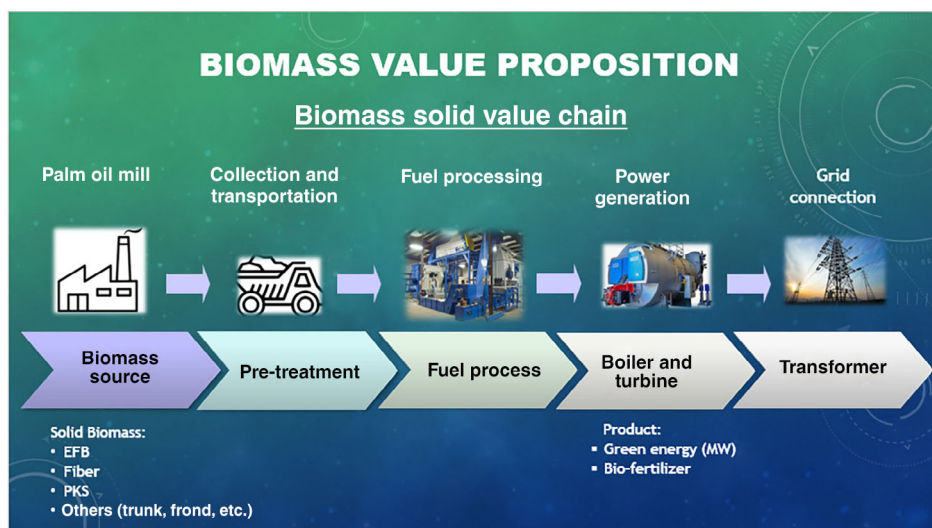 BIOMASS VALUE PROPOSITION
Biomass solid value chain
Palm oil mill
Collection and
transportation
Fuel processing
Power
generation
Grid
connection
Biomass
source
Pre-treatment
Fuel process
Boiler and
turbine
Transformer
Solid Biomass:
• EFB
• Fiber
• PKS
• Others (trunk, frond, etc.)
Product:
▪ Green energy (MW)
▪ Bio-fertilizer